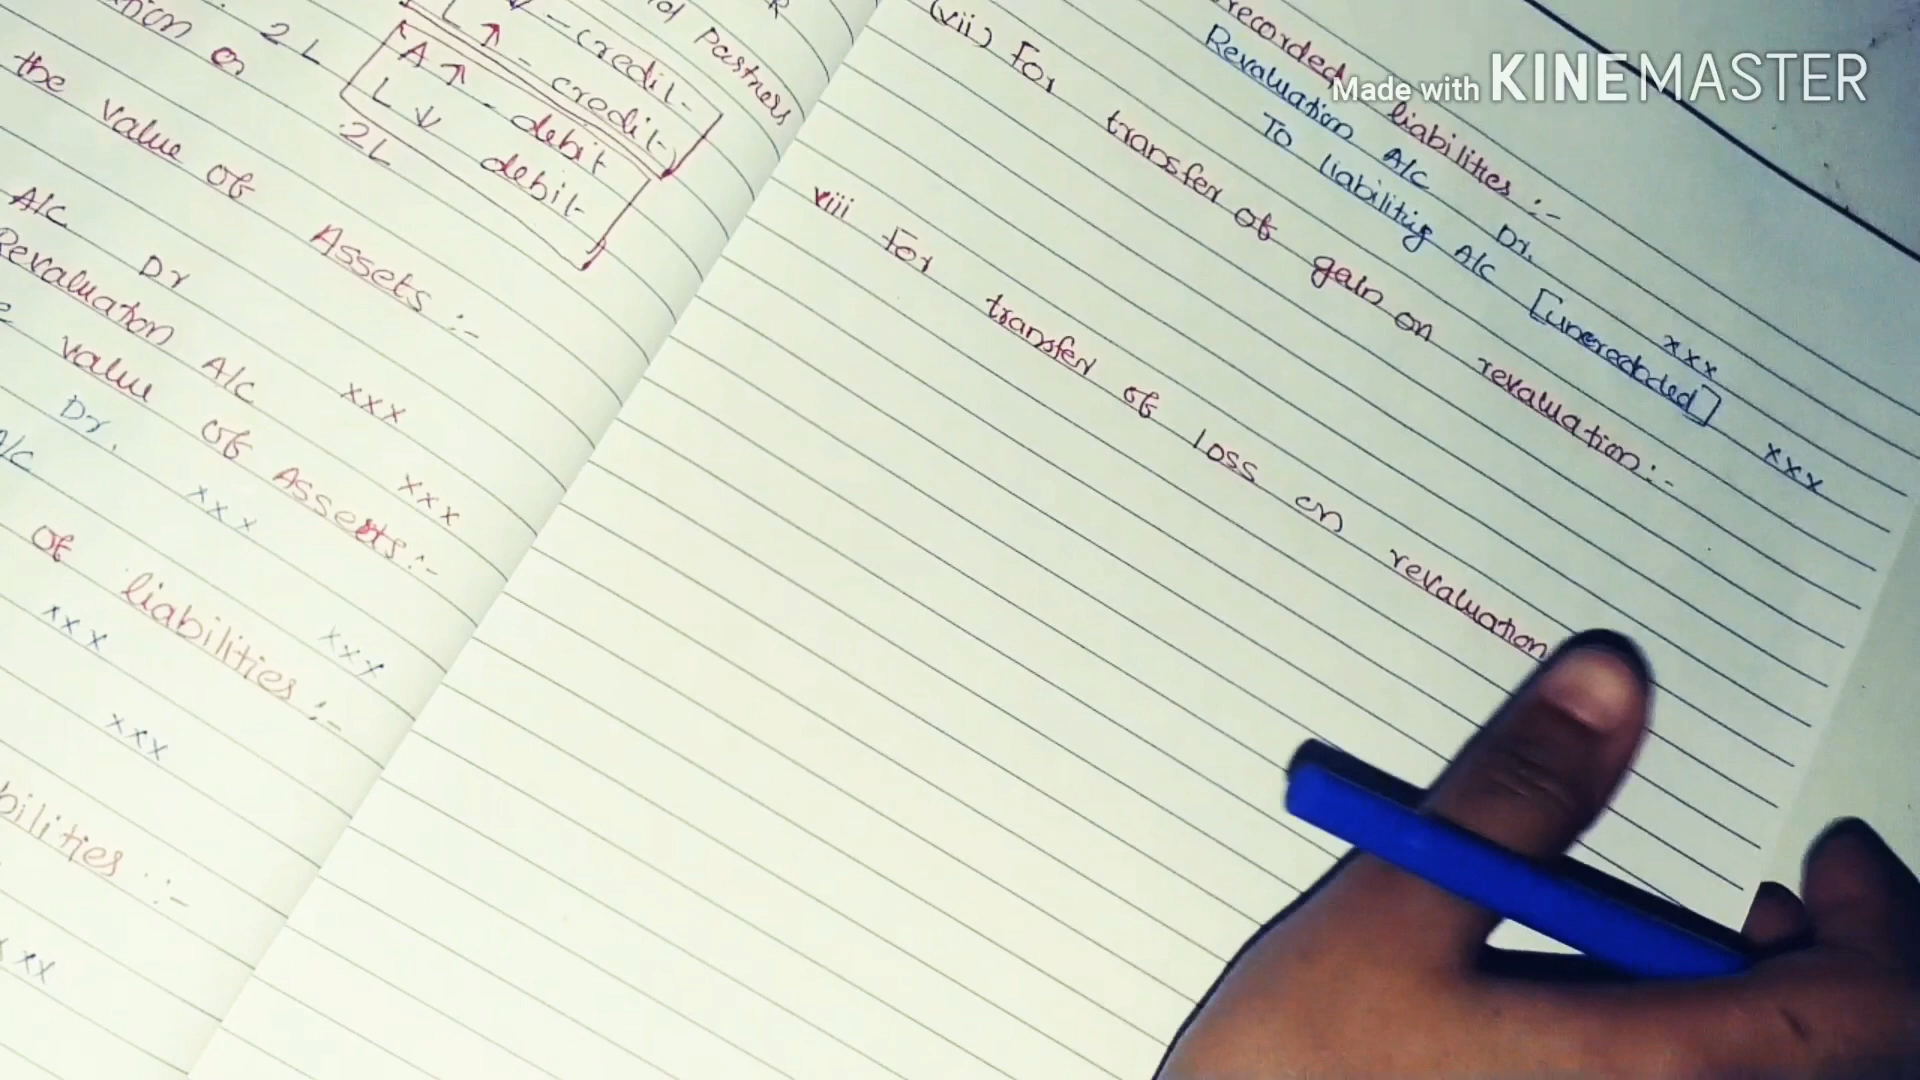 R
Partners
L ↑
↓ - credit
- credit
2L
A ↑ - debit
L ↓ debit
2L
the value of Assets :-
A/C Dr xxx
Revaluation A/C xxx
value of Assets :-
Dr. xxx
A/C xxx
of liabilities :-
xxx
xxx
xx
recorded liabilities :-
Revaluation A/C Dr. xxx
To liabilitiy A/C [unrecorded] xxx
(vii) For transfer of gain on revaluation :-
viii For transfer of loss on revaluation
Made with KINEMASTER